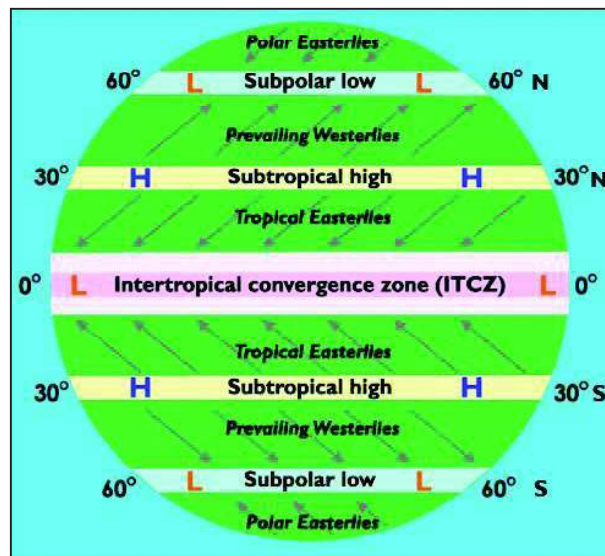 Polar Easterlies
60° L Subpolar low L 60° N
Prevailing Westerlies
30° H Subtropical high H 30° N
Tropical Easterlies
0° L Intertropical convergence zone (ITCZ) L 0°
Tropical Easterlies
30° H Subtropical high H 30° S
Prevailing Westerlies
60° L Subpolar low L 60° S
Polar Easterlies